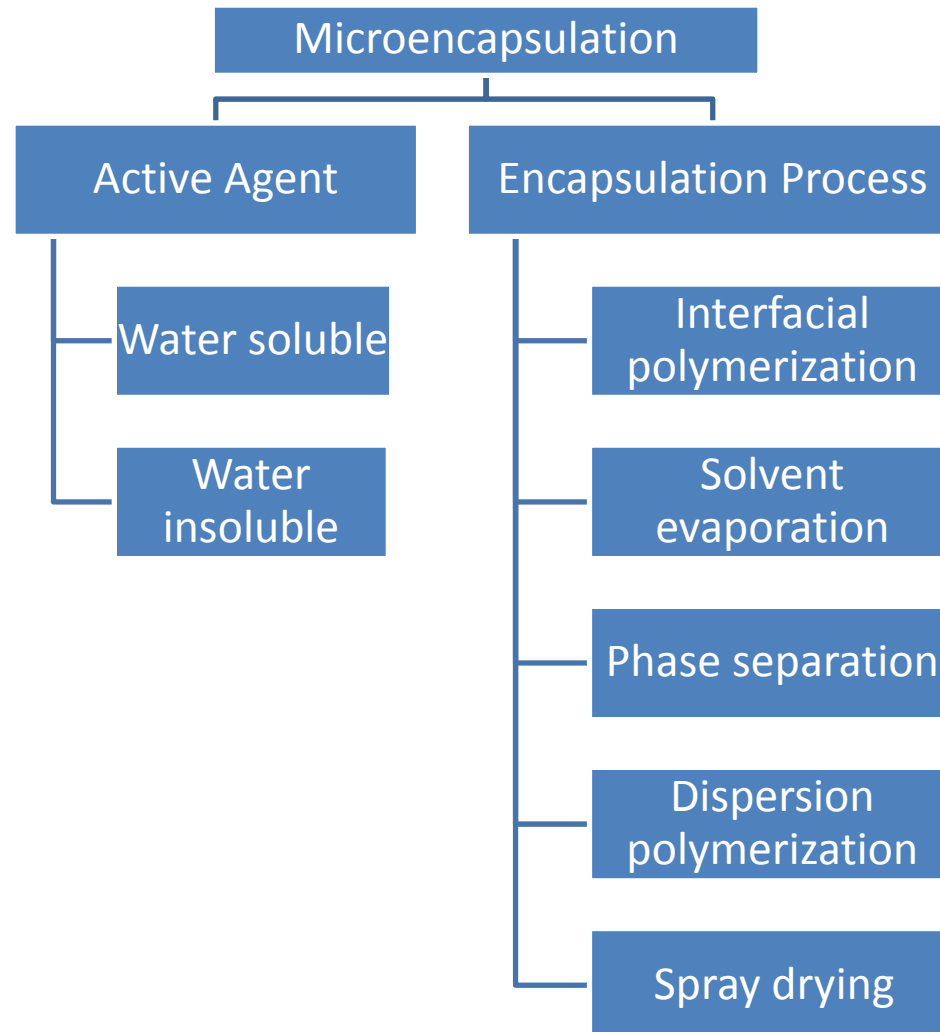 Microencapsulation
Active Agent
Water soluble
Water
insoluble
Encapsulation Process
Interfacial
polymerization
Solvent
evaporation
Phase separation
Dispersion
polymerization
Spray drying